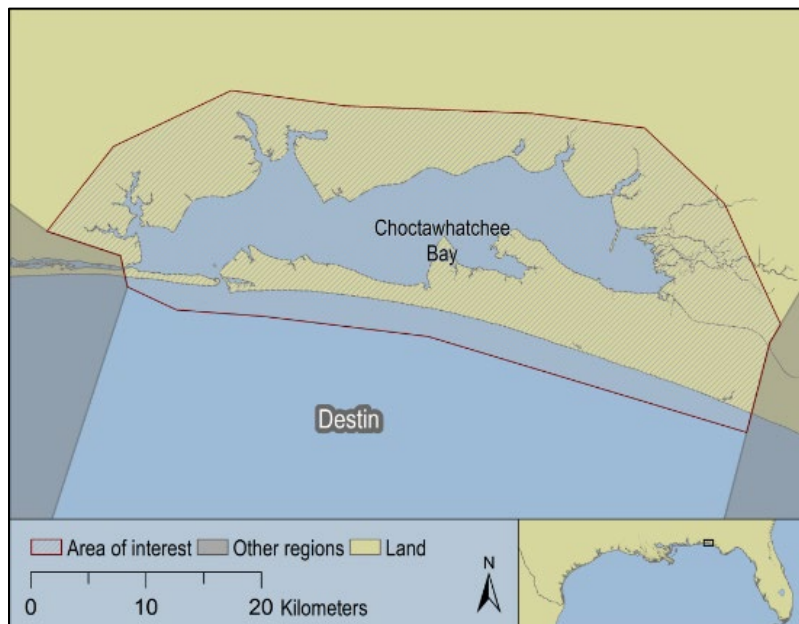 Choctawhatchee
Bay
Destin
Area of interest Other regions Land
N
0 10 20 Kilometers